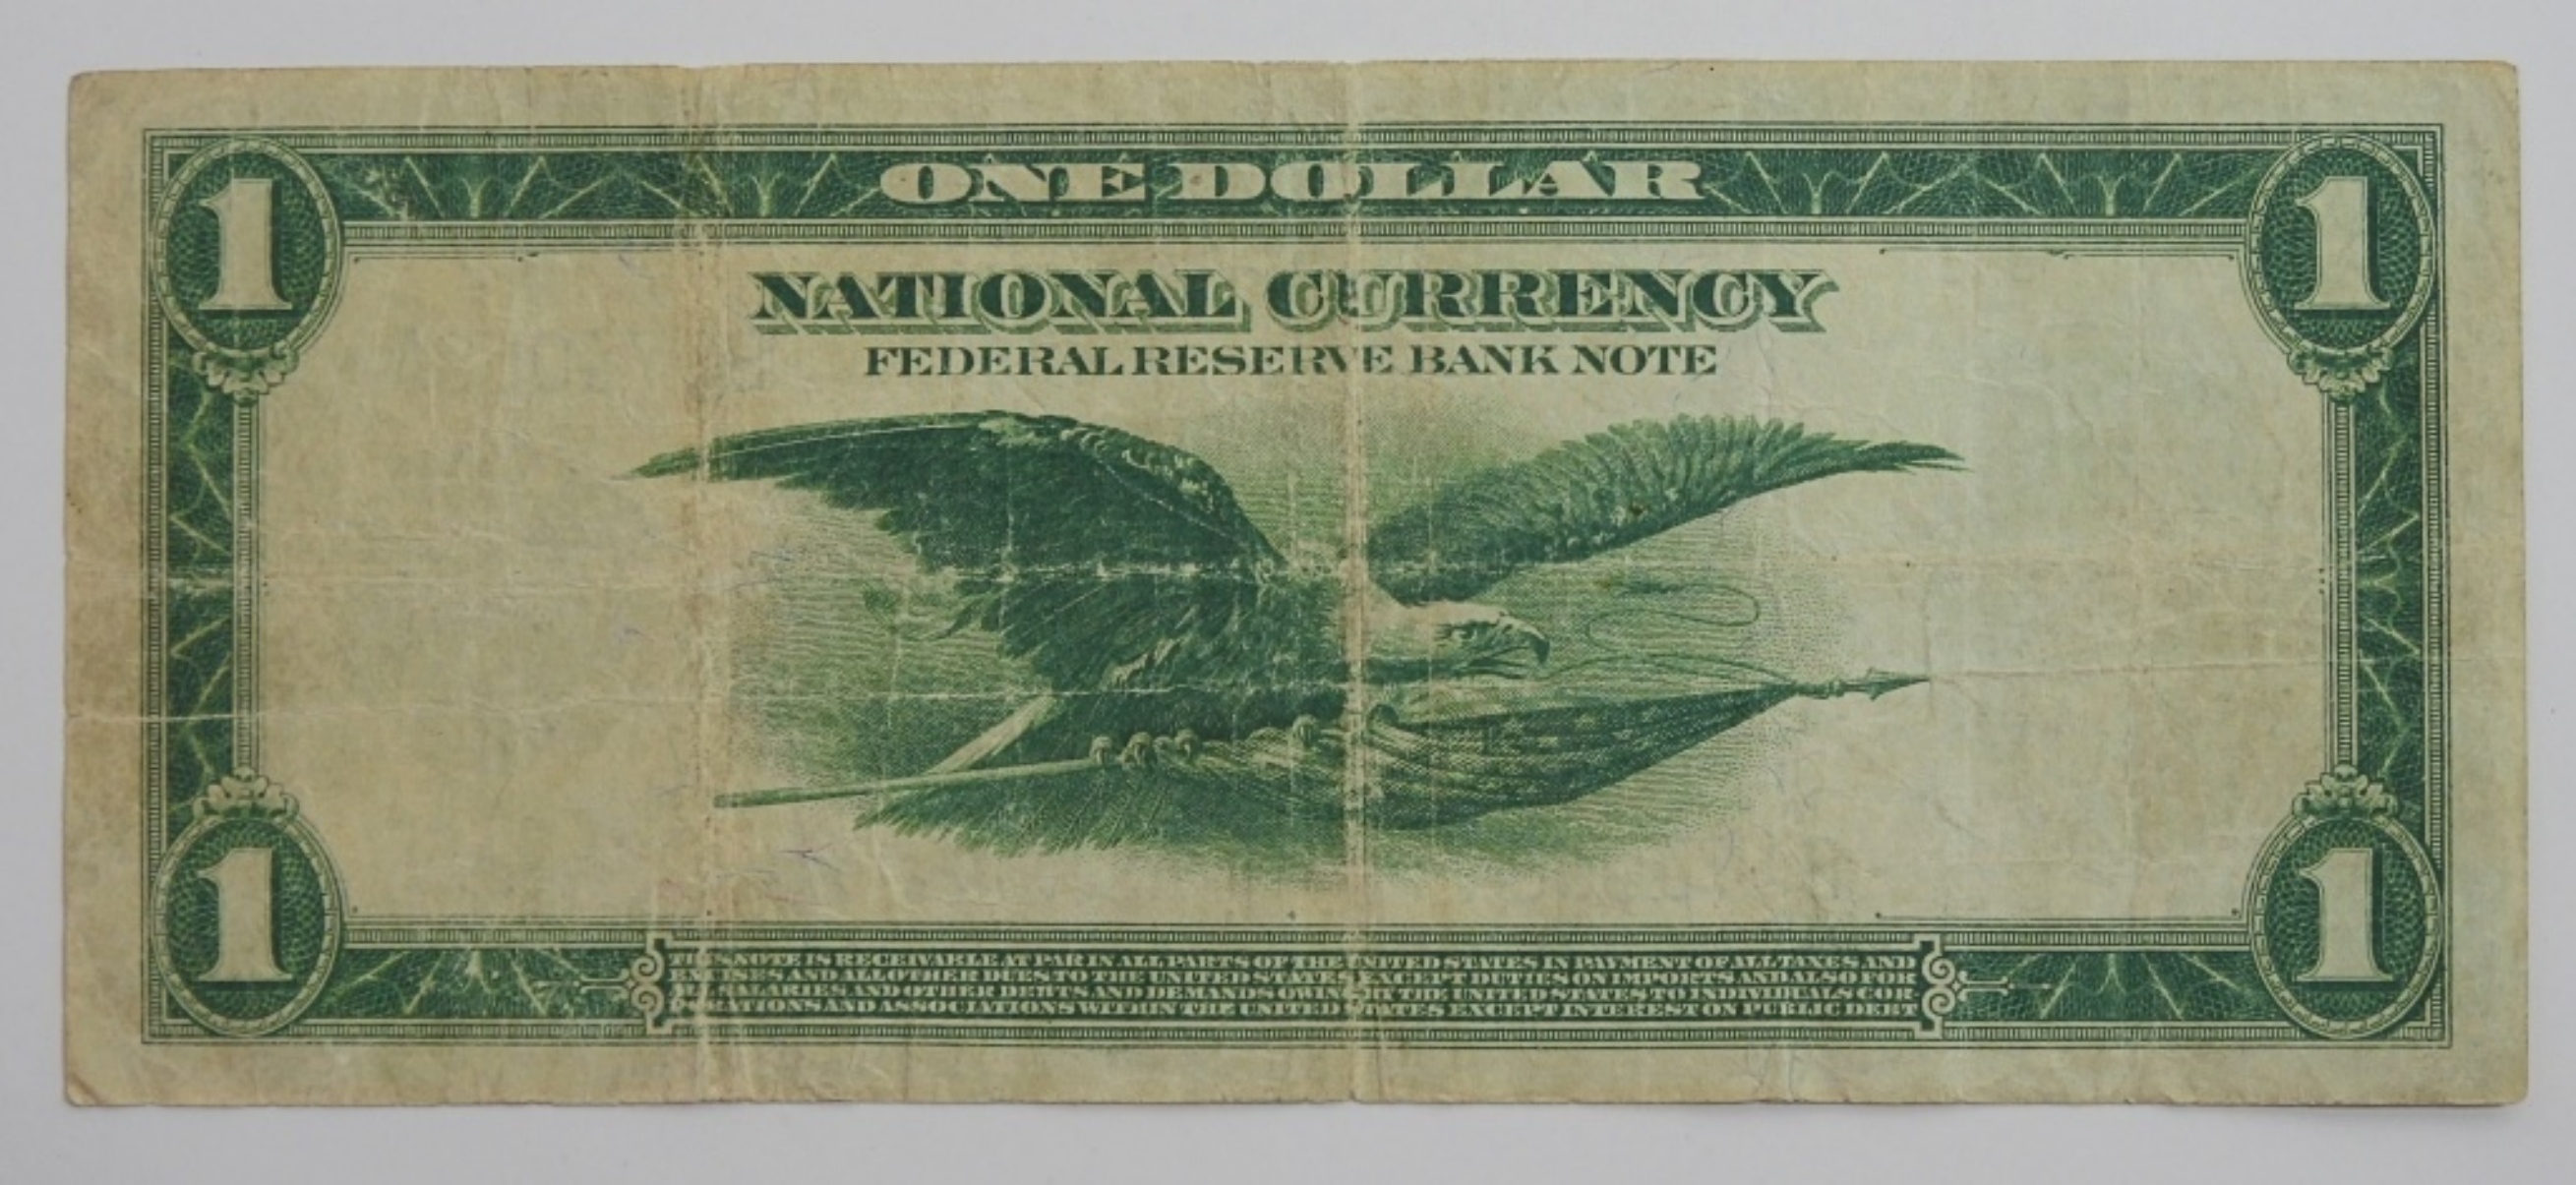 1 ONE DOLLAR 1
NATIONAL CURRENCY
FEDERAL RESERVE BANK NOTE
1 1
THIS NOTE IS RECEIVABLE AT PAR IN ALL PARTS OF THE UNITED STATES IN PAYMENT OF ALL TAXES AND
EXCISES AND ALL OTHER DUES TO THE UNITED STATES EXCEPT DUTIES ON IMPORTS AND ALSO FOR
ALL SALARIES AND OTHER DEBTS AND DEMANDS OWING BY THE UNITED STATES TO INDIVIDUALS COR-
PORATIONS AND ASSOCIATIONS WITHIN THE UNITED STATES EXCEPT INTEREST ON PUBLIC DEBT